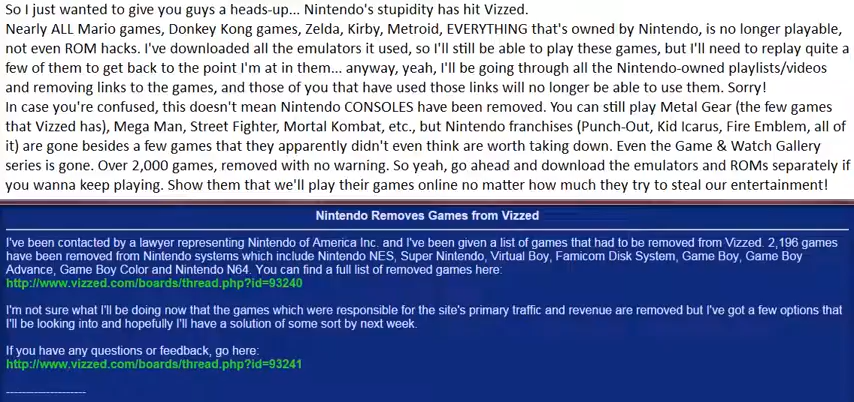 So I just wanted to give you guys a heads-up... Nintendo's stupidity has hit Vizzed.
Nearly ALL Mario games, Donkey Kong games, Zelda, Kirby, Metroid, EVERYTHING that's owned by Nintendo, is no longer playable,
not even ROM hacks. I've downloaded all the emulators it used, so I'll still be able to play these games, but I'll need to replay quite a
few of them to get back to the point I'm at in them... anyway, yeah, I'll be going through all the Nintendo-owned playlists/videos
and removing links to the games, and those of you that have used those links will no longer be able to use them. Sorry!
In case you're confused, this doesn't mean Nintendo CONSOLES have been removed. You can still play Metal Gear (the few games
that Vizzed has), Mega Man, Street Fighter, Mortal Kombat, etc., but Nintendo franchises (Punch-Out, Kid Icarus, Fire Emblem, all of
it) are gone besides a few games that they apparently didn't even think are worth taking down. Even the Game & Watch Gallery
series is gone. Over 2,000 games, removed with no warning. So yeah, go ahead and download the emulators and ROMs separately if
you wanna keep playing. Show them that we'll play their games online no matter how much they try to steal our entertainment!
Nintendo Removes Games from Vizzed
I've been contacted by a lawyer representing Nintendo of America Inc. and I've been given a list of games that had to be removed from Vizzed. 2,196 games
have been removed from Nintendo systems which include Nintendo NES, Super Nintendo, Virtual Boy, Famicom Disk System, Game Boy, Game Boy
Advance, Game Boy Color and Nintendo N64. You can find a full list of removed games here:
http://www.vizzed.com/boards/thread.php?id=93240
I'm not sure what I'll be doing now that the games which were responsible for the site's primary traffic and revenue are removed but I've got a few options that
I'll be looking into and hopefully I'll have a solution of some sort by next week.
If you have any questions or feedback, go here:
http://www.vizzed.com/boards/thread.php?id=93241
--------------------